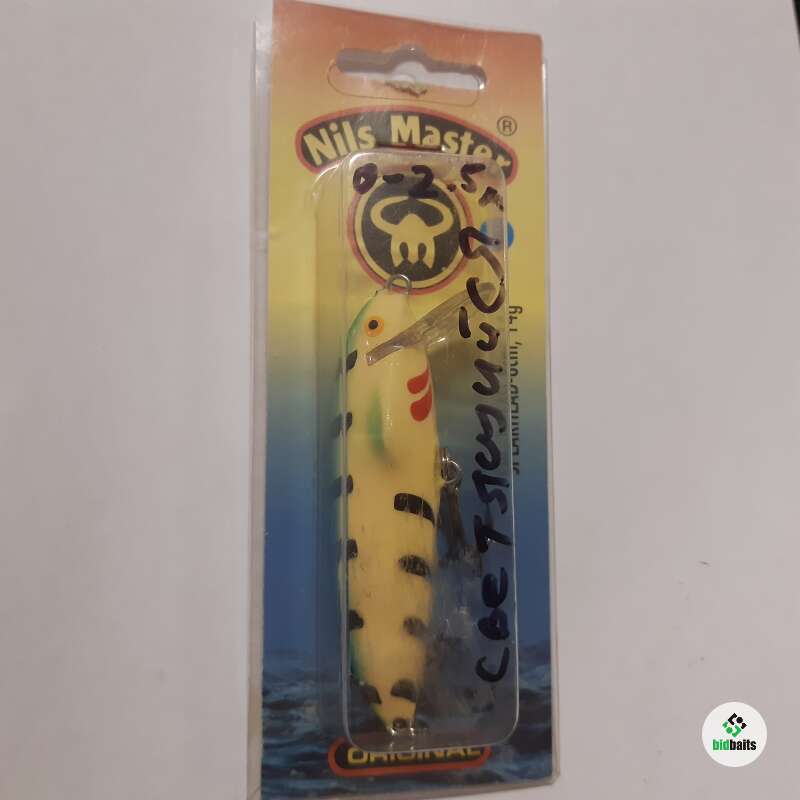 Nils Master ®
0-2.5м
светящийся
ORIGINAL
bidbaits